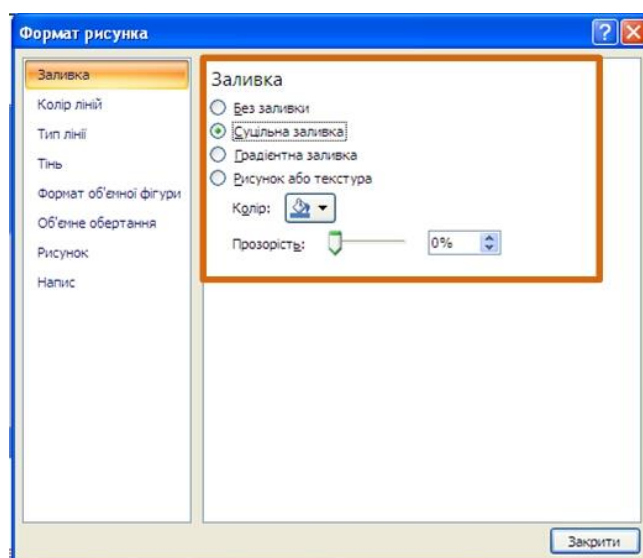 Формат рисунка
Заливка
Колір ліній
Тип лінії
Тінь
Формат об'ємної фігури
Об'ємне обертання
Рисунок
Напис
Заливка
Без заливки
Суцільна заливка
Градієнтна заливка
Рисунок або текстура
Колір:
Прозорість: 0%
Закрити